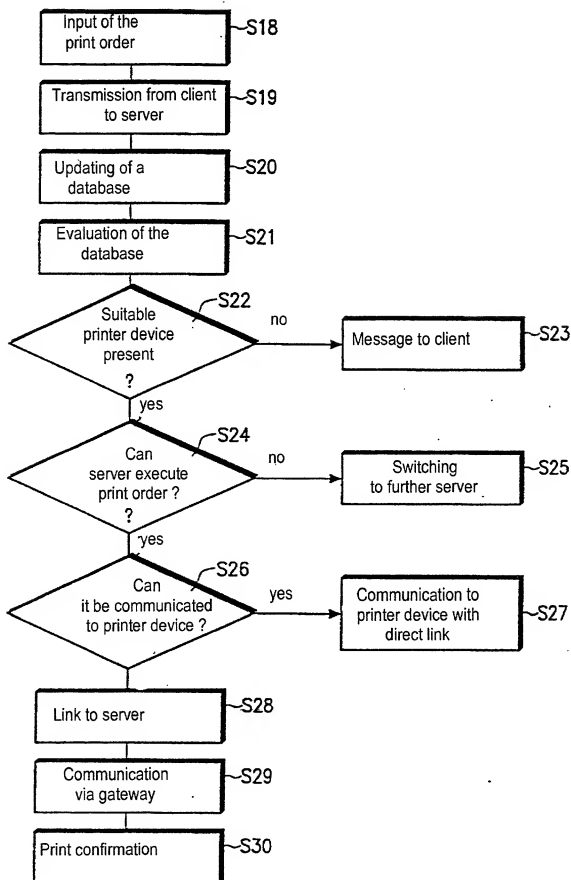 Input of the
print order
S18
Transmission from client
to server
S19
Updating of a
database
S20
Evaluation of the
database
S21
Suitable
printer device
present
?
S22
no
Message to client
S23
yes
Can
server execute
print order ?
?
S24
no
Switching
to further server
S25
yes
Can
it be communicated
to printer device ?
S26
yes
Communication to
printer device with
direct link
S27
Link to server
S28
Communication
via gateway
S29
Print confirmation
S30